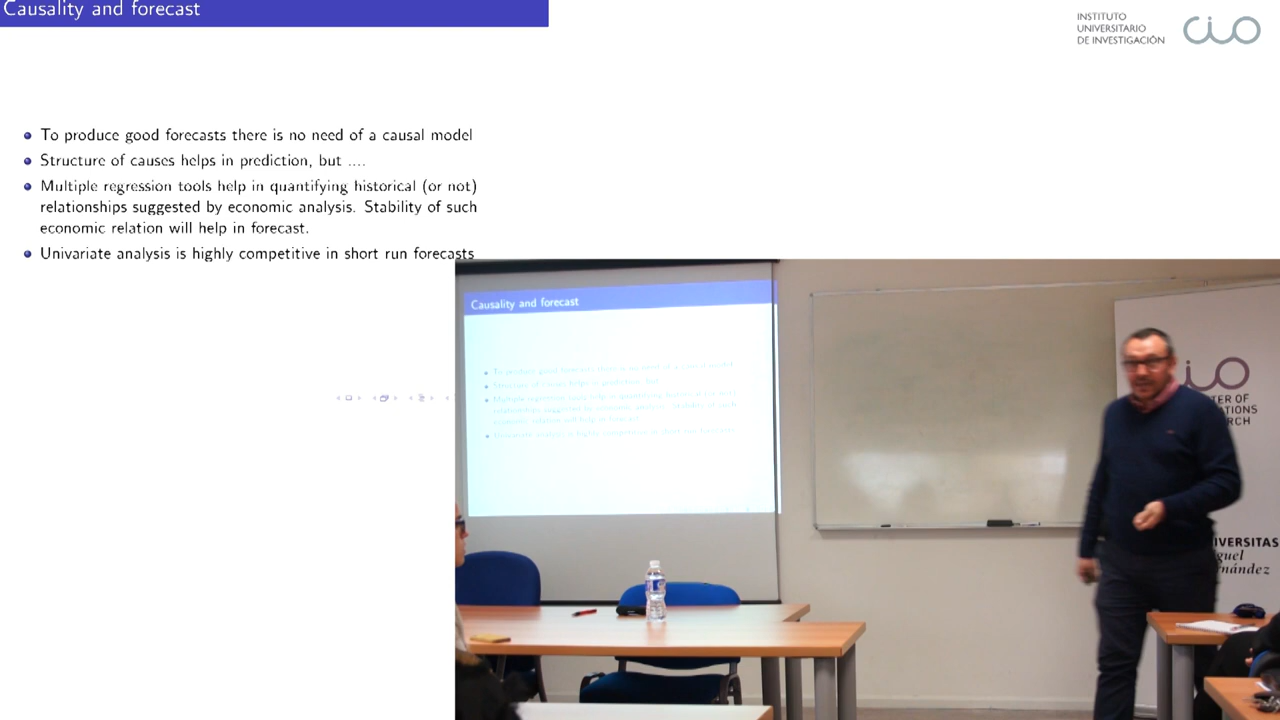 Causality and forecast
INSTITUTO
UNIVERSITARIO
DE INVESTIGACIÓN
CIO
To produce good forecasts there is no need of a causal model
Structure of causes helps in prediction, but ....
Multiple regression tools help in quantifying historical (or not)
relationships suggested by economic analysis. Stability of such
economic relation will help in forecast.
Univariate analysis is highly competitive in short run forecasts
Causality and forecast